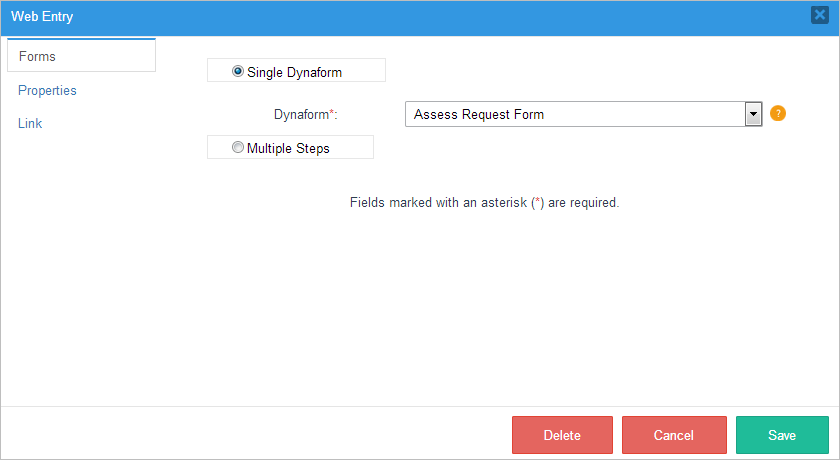 Web Entry
Forms
Properties
Link
Single Dynaform
Dynaform*:
Assess Request Form
?
Multiple Steps
Fields marked with an asterisk (*) are required.
Delete
Cancel
Save